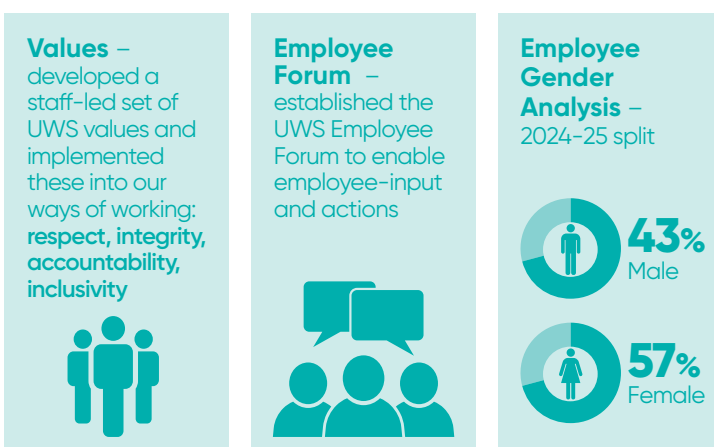 Values –
developed a
staff-led set of
UWS values and
implemented
these into our
ways of working:
respect, integrity,
accountability,
inclusivity
Employee
Forum –
established the
UWS Employee
Forum to enable
employee-input
and actions
Employee
Gender
Analysis –
2024-25 split
43%
Male
57%
Female